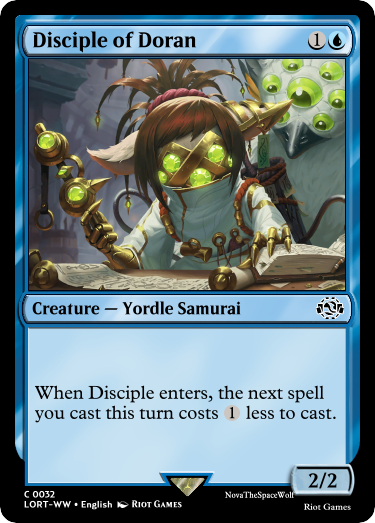 Disciple of Doran 1
Creature — Yordle Samurai
When Disciple enters, the next spell
you cast this turn costs 1 less to cast.
2/2
C 0032
LORT-WW • English RIOT GAMES
NovaTheSpaceWolf
Riot Games